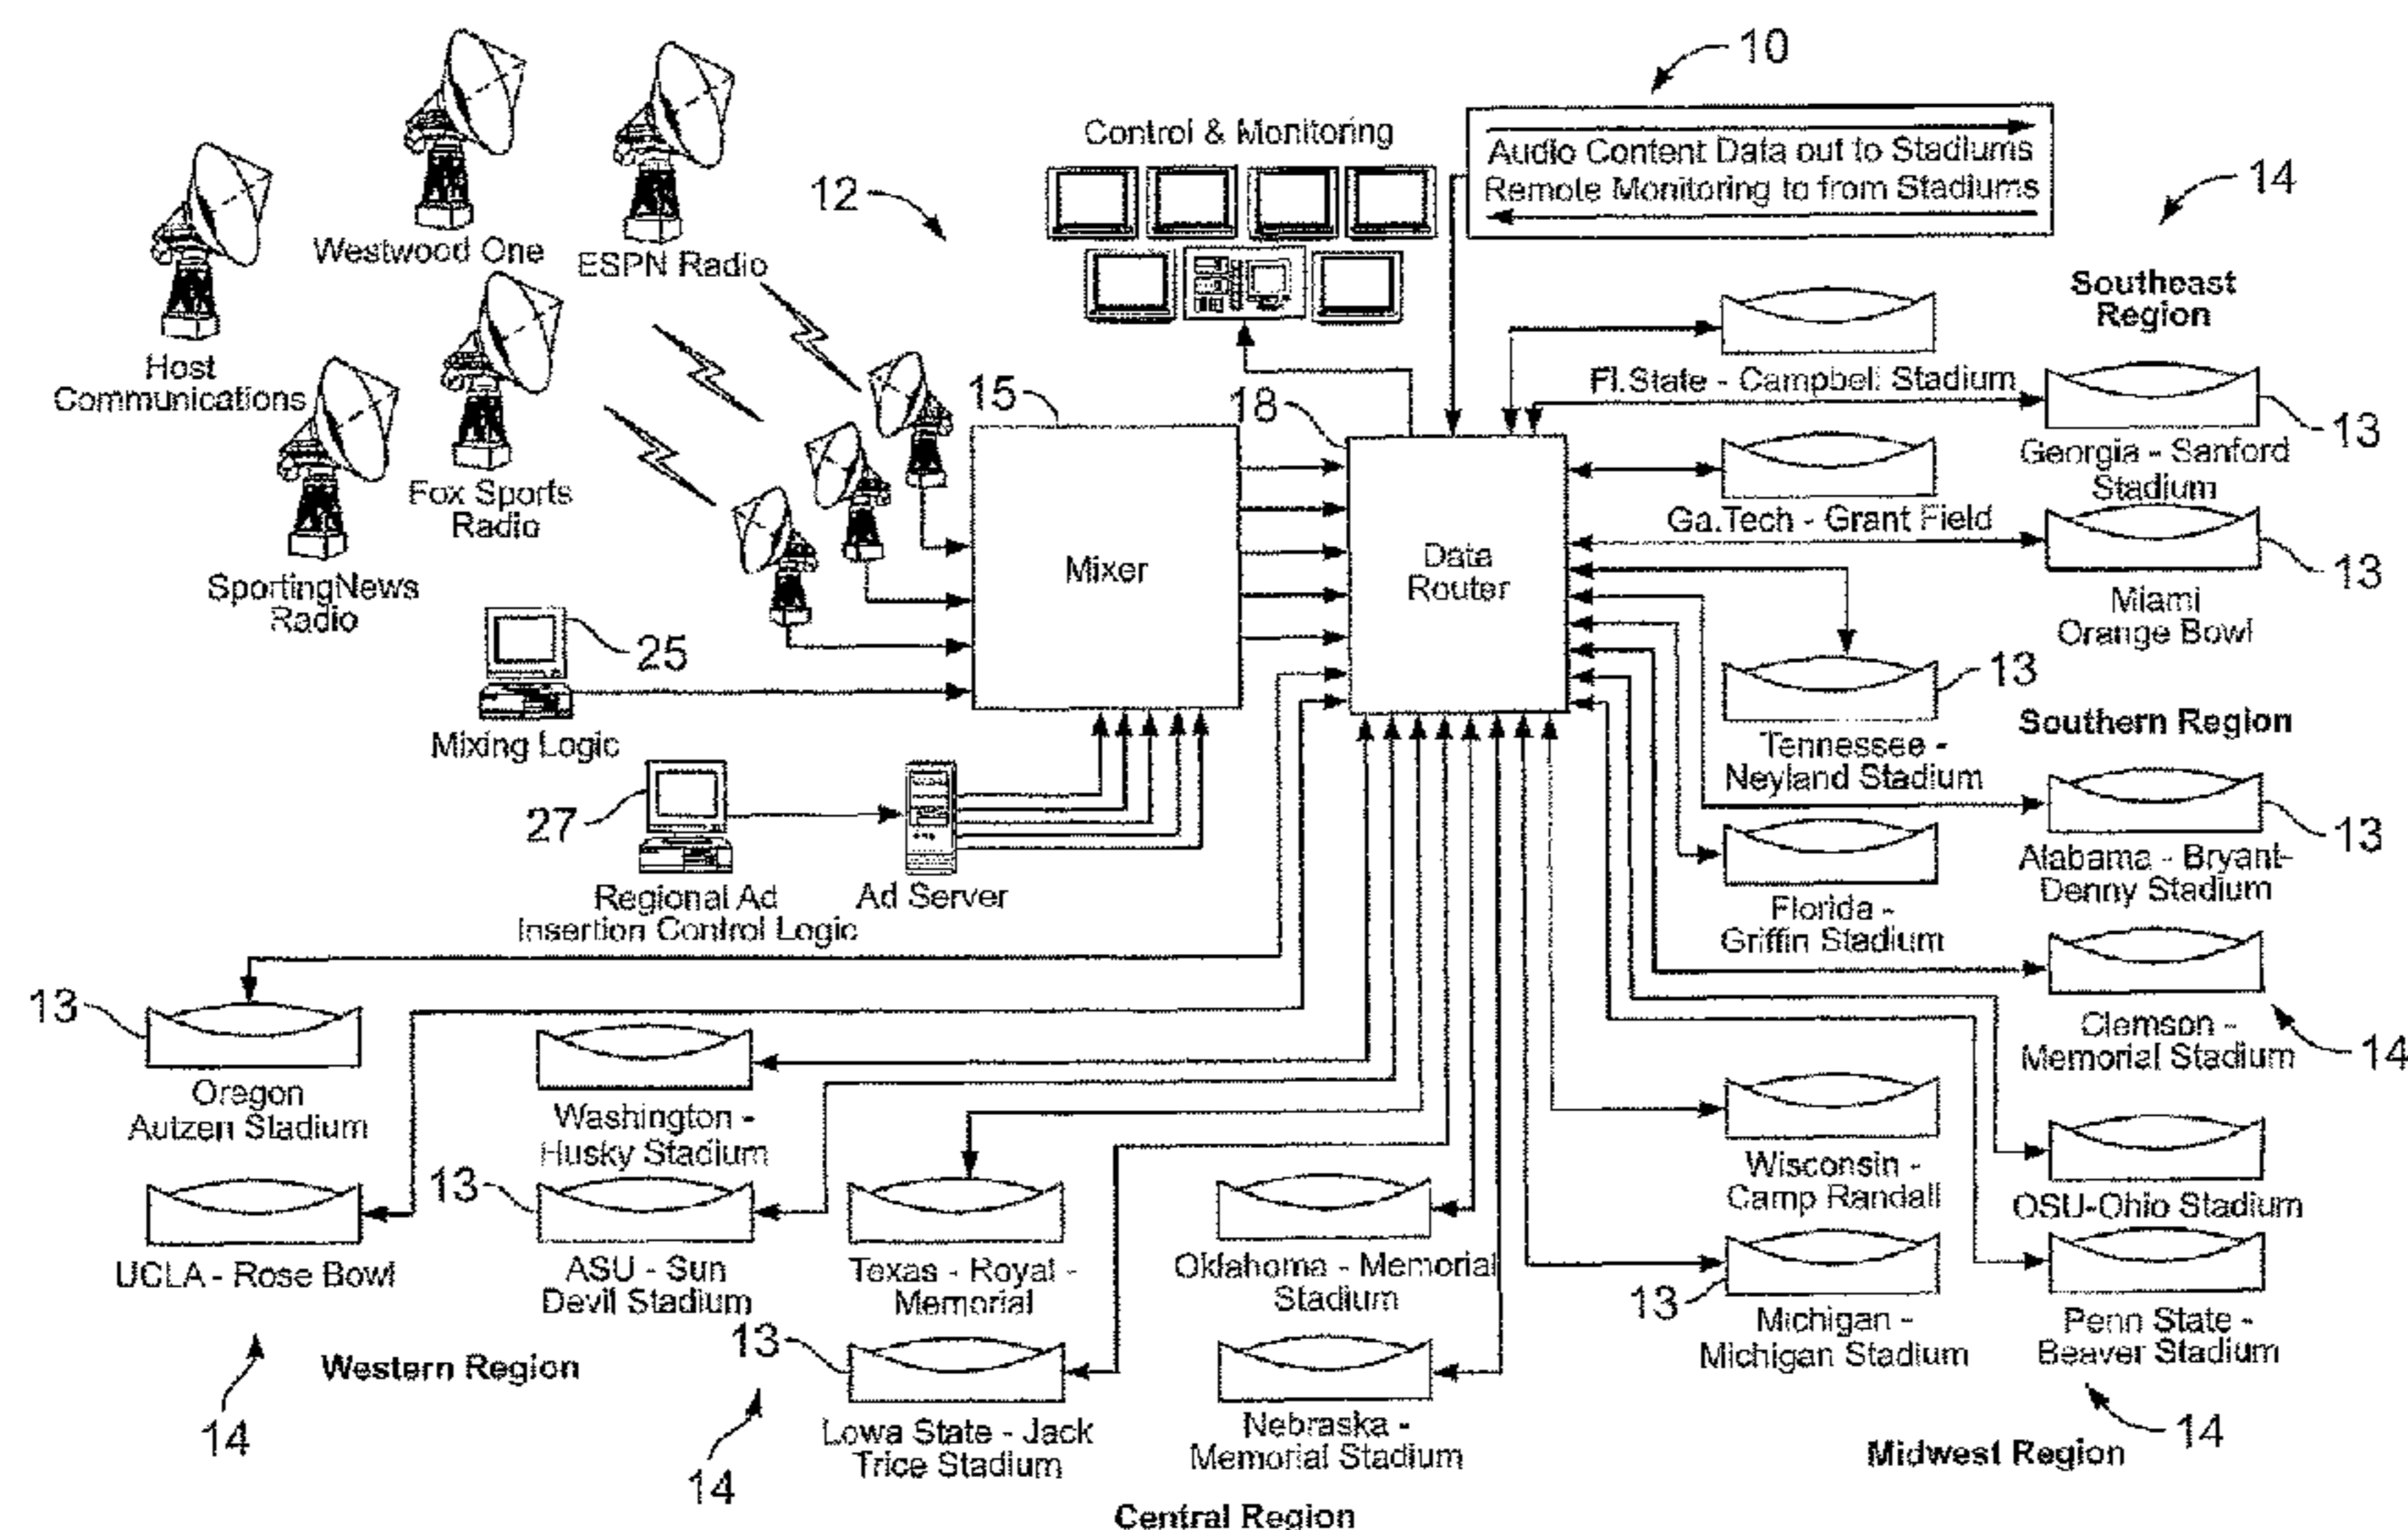 10
Control & Monitoring
Audio Content Data out to Stadiums
Remote Monitoring to from Stadiums
14
12
Westwood One
ESPN Radio
Host
Communications
Fox Sports
Radio
SportingNews
Radio
Southeast
Region
Fl.State - Campbell Stadium
13
Georgia - Sanford
Stadium
15
18
Mixer
Data
Router
Ga.Tech - Grant Field
13
Miami
Orange Bowl
25
Mixing Logic
13
Tennessee -
Neyland Stadium
Southern Region
27
Regional Ad
Insertion Control Logic
Ad Server
13
Alabama - Bryant-
Denny Stadium
Florida -
Griffin Stadium
Clemson -
Memorial Stadium
14
13
Oregon
Autzen Stadium
Washington -
Husky Stadium
UCLA - Rose Bowl
13
ASU - Sun
Devil Stadium
Texas - Royal -
Memorial
Oklahoma - Memorial
Stadium
Wisconsin -
Camp Randall
OSU-Ohio Stadium
13
Michigan -
Michigan Stadium
Penn State -
Beaver Stadium
14
Western Region
14
13
Lowa State - Jack
Trice Stadium
14
Nebraska -
Memorial Stadium
Midwest Region
Central Region